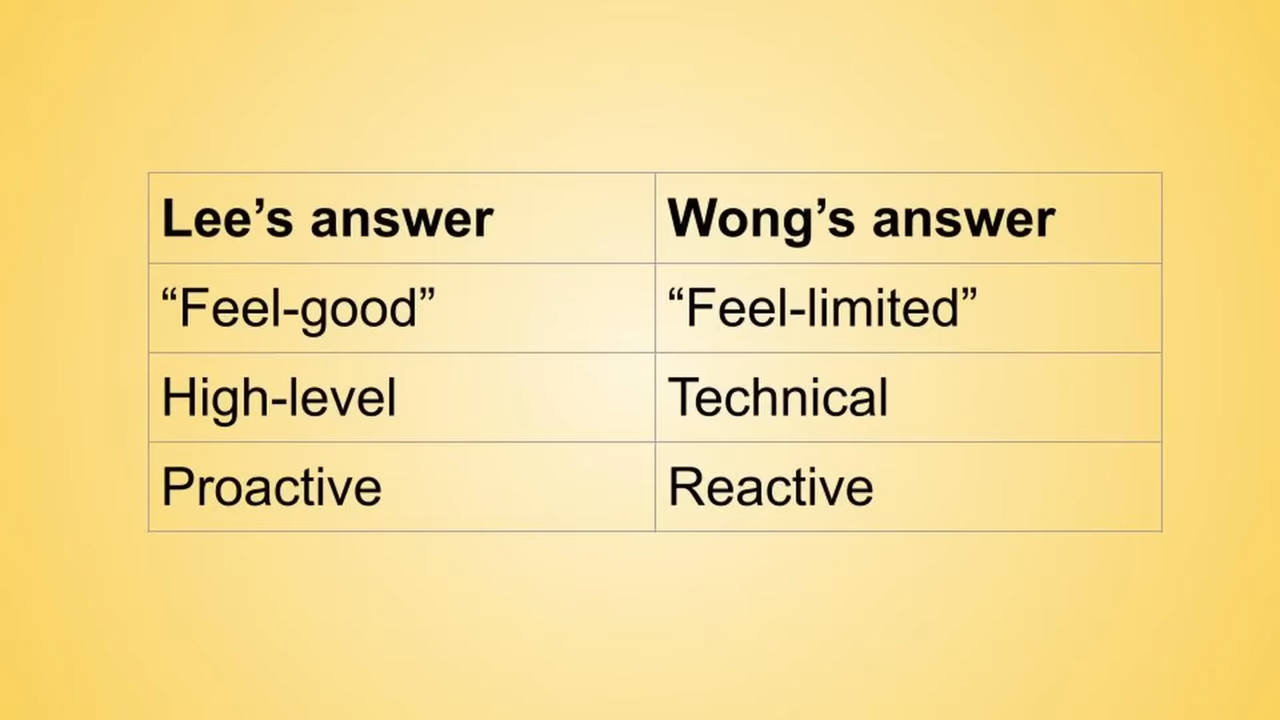 Lee’s answer
Wong’s answer
“Feel-good”
“Feel-limited”
High-level
Technical
Proactive
Reactive